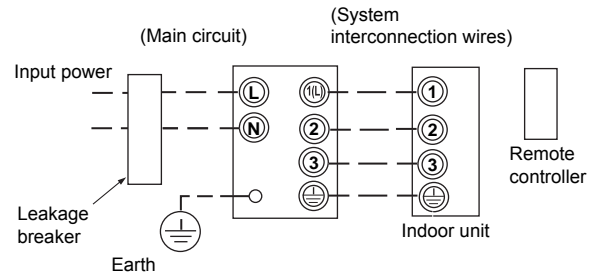 (Main circuit)
(System
interconnection wires)
Input power
L
N
1(L)
2
3
1
2
3
Remote
controller
Leakage
breaker
Indoor unit
Earth